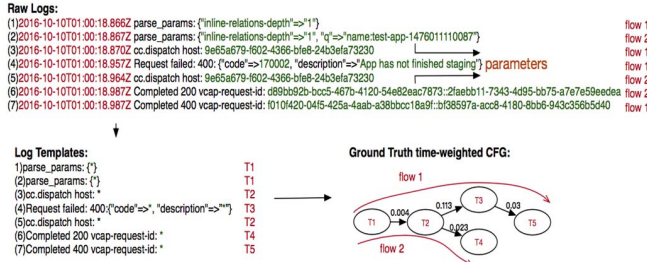 Raw Logs:
(1)2016-10-10T01:00:18.866Z parse_params: {"inline-relations-depth"=>"1"} flow 1
(2)2016-10-10T01:00:18.867Z parse_params: {"inline-relations-depth"=>"1", "q"=>"name:test-app-1476011110087"} flow 2
(3)2016-10-10T01:00:18.870Z cc.dispatch host: 9e65a679-f602-4366-bfe8-24b3efa73230 flow 1
(4)2016-10-10T01:00:18.957Z Request failed: 400: {"code"=>170002, "description"=>"App has not finished staging"} parameters flow 1
(5)2016-10-10T01:00:18.964Z cc.dispatch host: 9e65a679-f602-4366-bfe8-24b3efa73230 flow 2
(6)2016-10-10T01:00:18.987Z Completed 200 vcap-request-id: d89bb92b-bcc5-467b-4120-54e82eac7873::2faebb11-7343-4d95-bb75-a7e7e59eedea flow 2
(7)2016-10-10T01:00:18.987Z Completed 400 vcap-request-id: f010f420-04f5-425a-4aab-a38bbcc18a9f::bf38597a-acc8-4180-8bb6-943c356b5d40 flow 1
Log Templates:
1)parse_params: {*} T1
(2)parse_params: {*} T1
(3)cc.dispatch host: * T2
(4)Request failed: 400:{"code"=>*, "description"=>"*"} T3
(5)cc.dispatch host: * T2
(6)Completed 200 vcap-request-id: * T4
(7)Completed 400 vcap-request-id: * T5
Ground Truth time-weighted CFG:
flow 1
T3
0.113
0.03
T1
0.004
T2
T5
0.023
T4
flow 2